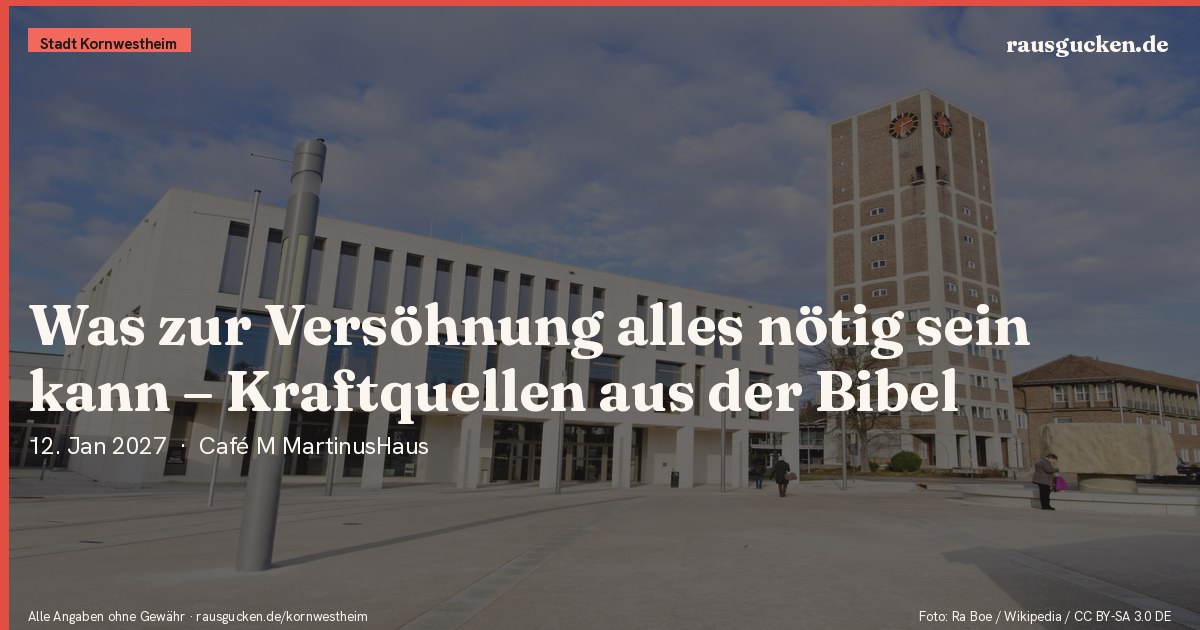 Stadt Kornwestheim
rausgucken.de
Was zur Versöhnung alles nötig sein
kann – Kraftquellen aus der Bibel
12. Jan 2027 · Café M MartinusHaus
Alle Angaben ohne Gewähr · rausgucken.de/kornwestheim
Foto: Ra Boe / Wikipedia / CC BY-SA 3.0 DE